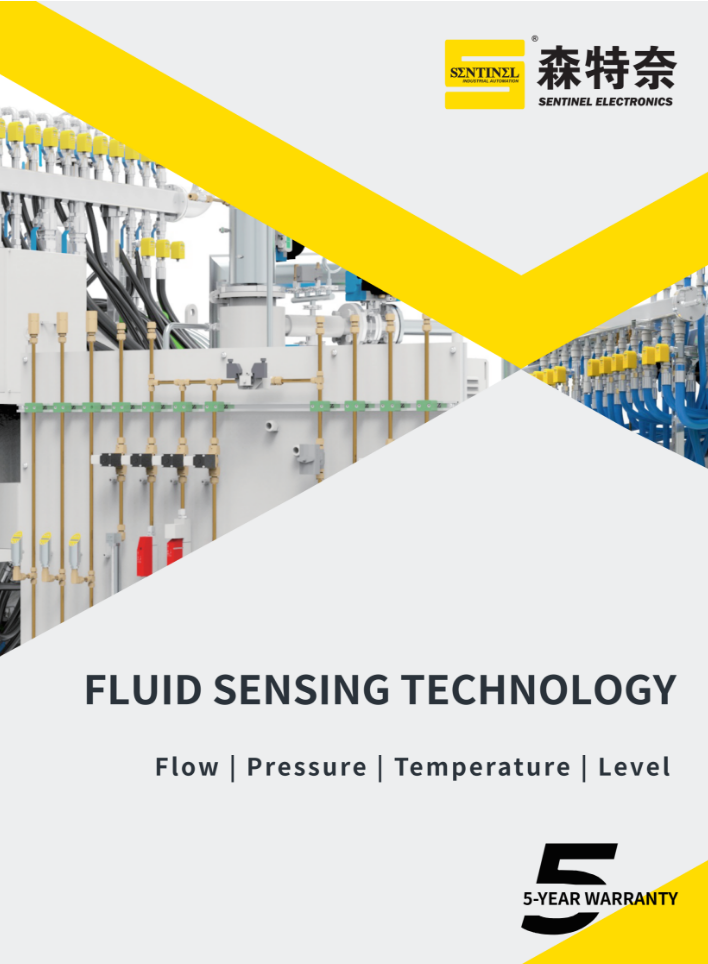 SENTINEL
INDUSTRIAL AUTOMATION
®
森特奈
SENTINEL ELECTRONICS
FLUID SENSING TECHNOLOGY
Flow | Pressure | Temperature | Level
5
5-YEAR WARRANTY